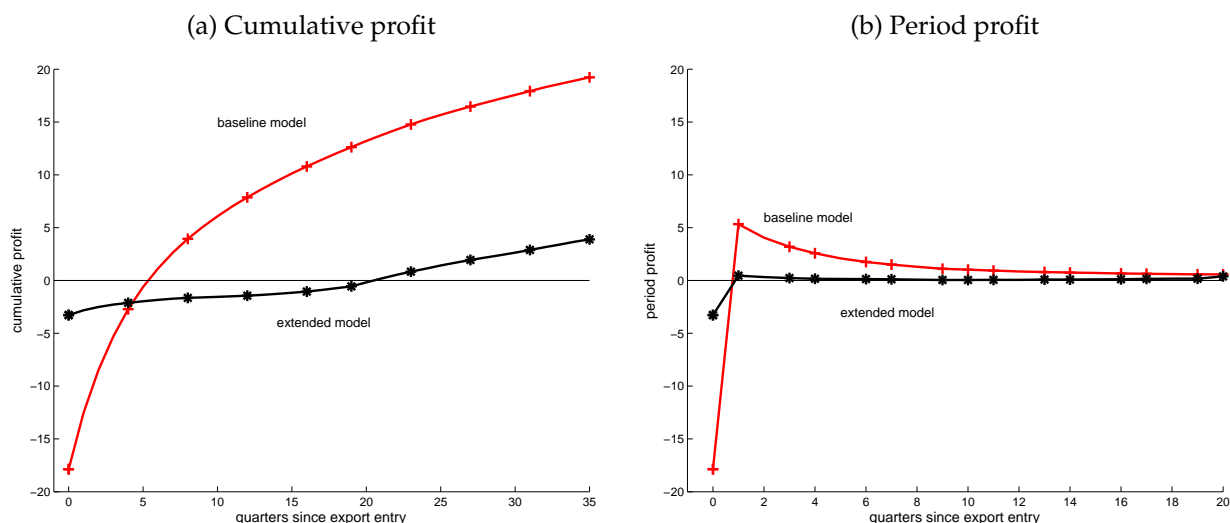 (a) Cumulative profit
20
15
10
5
0
−5
−10
−15
−20
cumulative profit
baseline model
extended model
0 5 10 15 20 25 30 35
quarters since export entry
(b) Period profit
20
15
10
5
0
−5
−10
−15
−20
period profit
baseline model
extended model
0 2 4 6 8 10 12 14 16 18 20
quarters since export entry